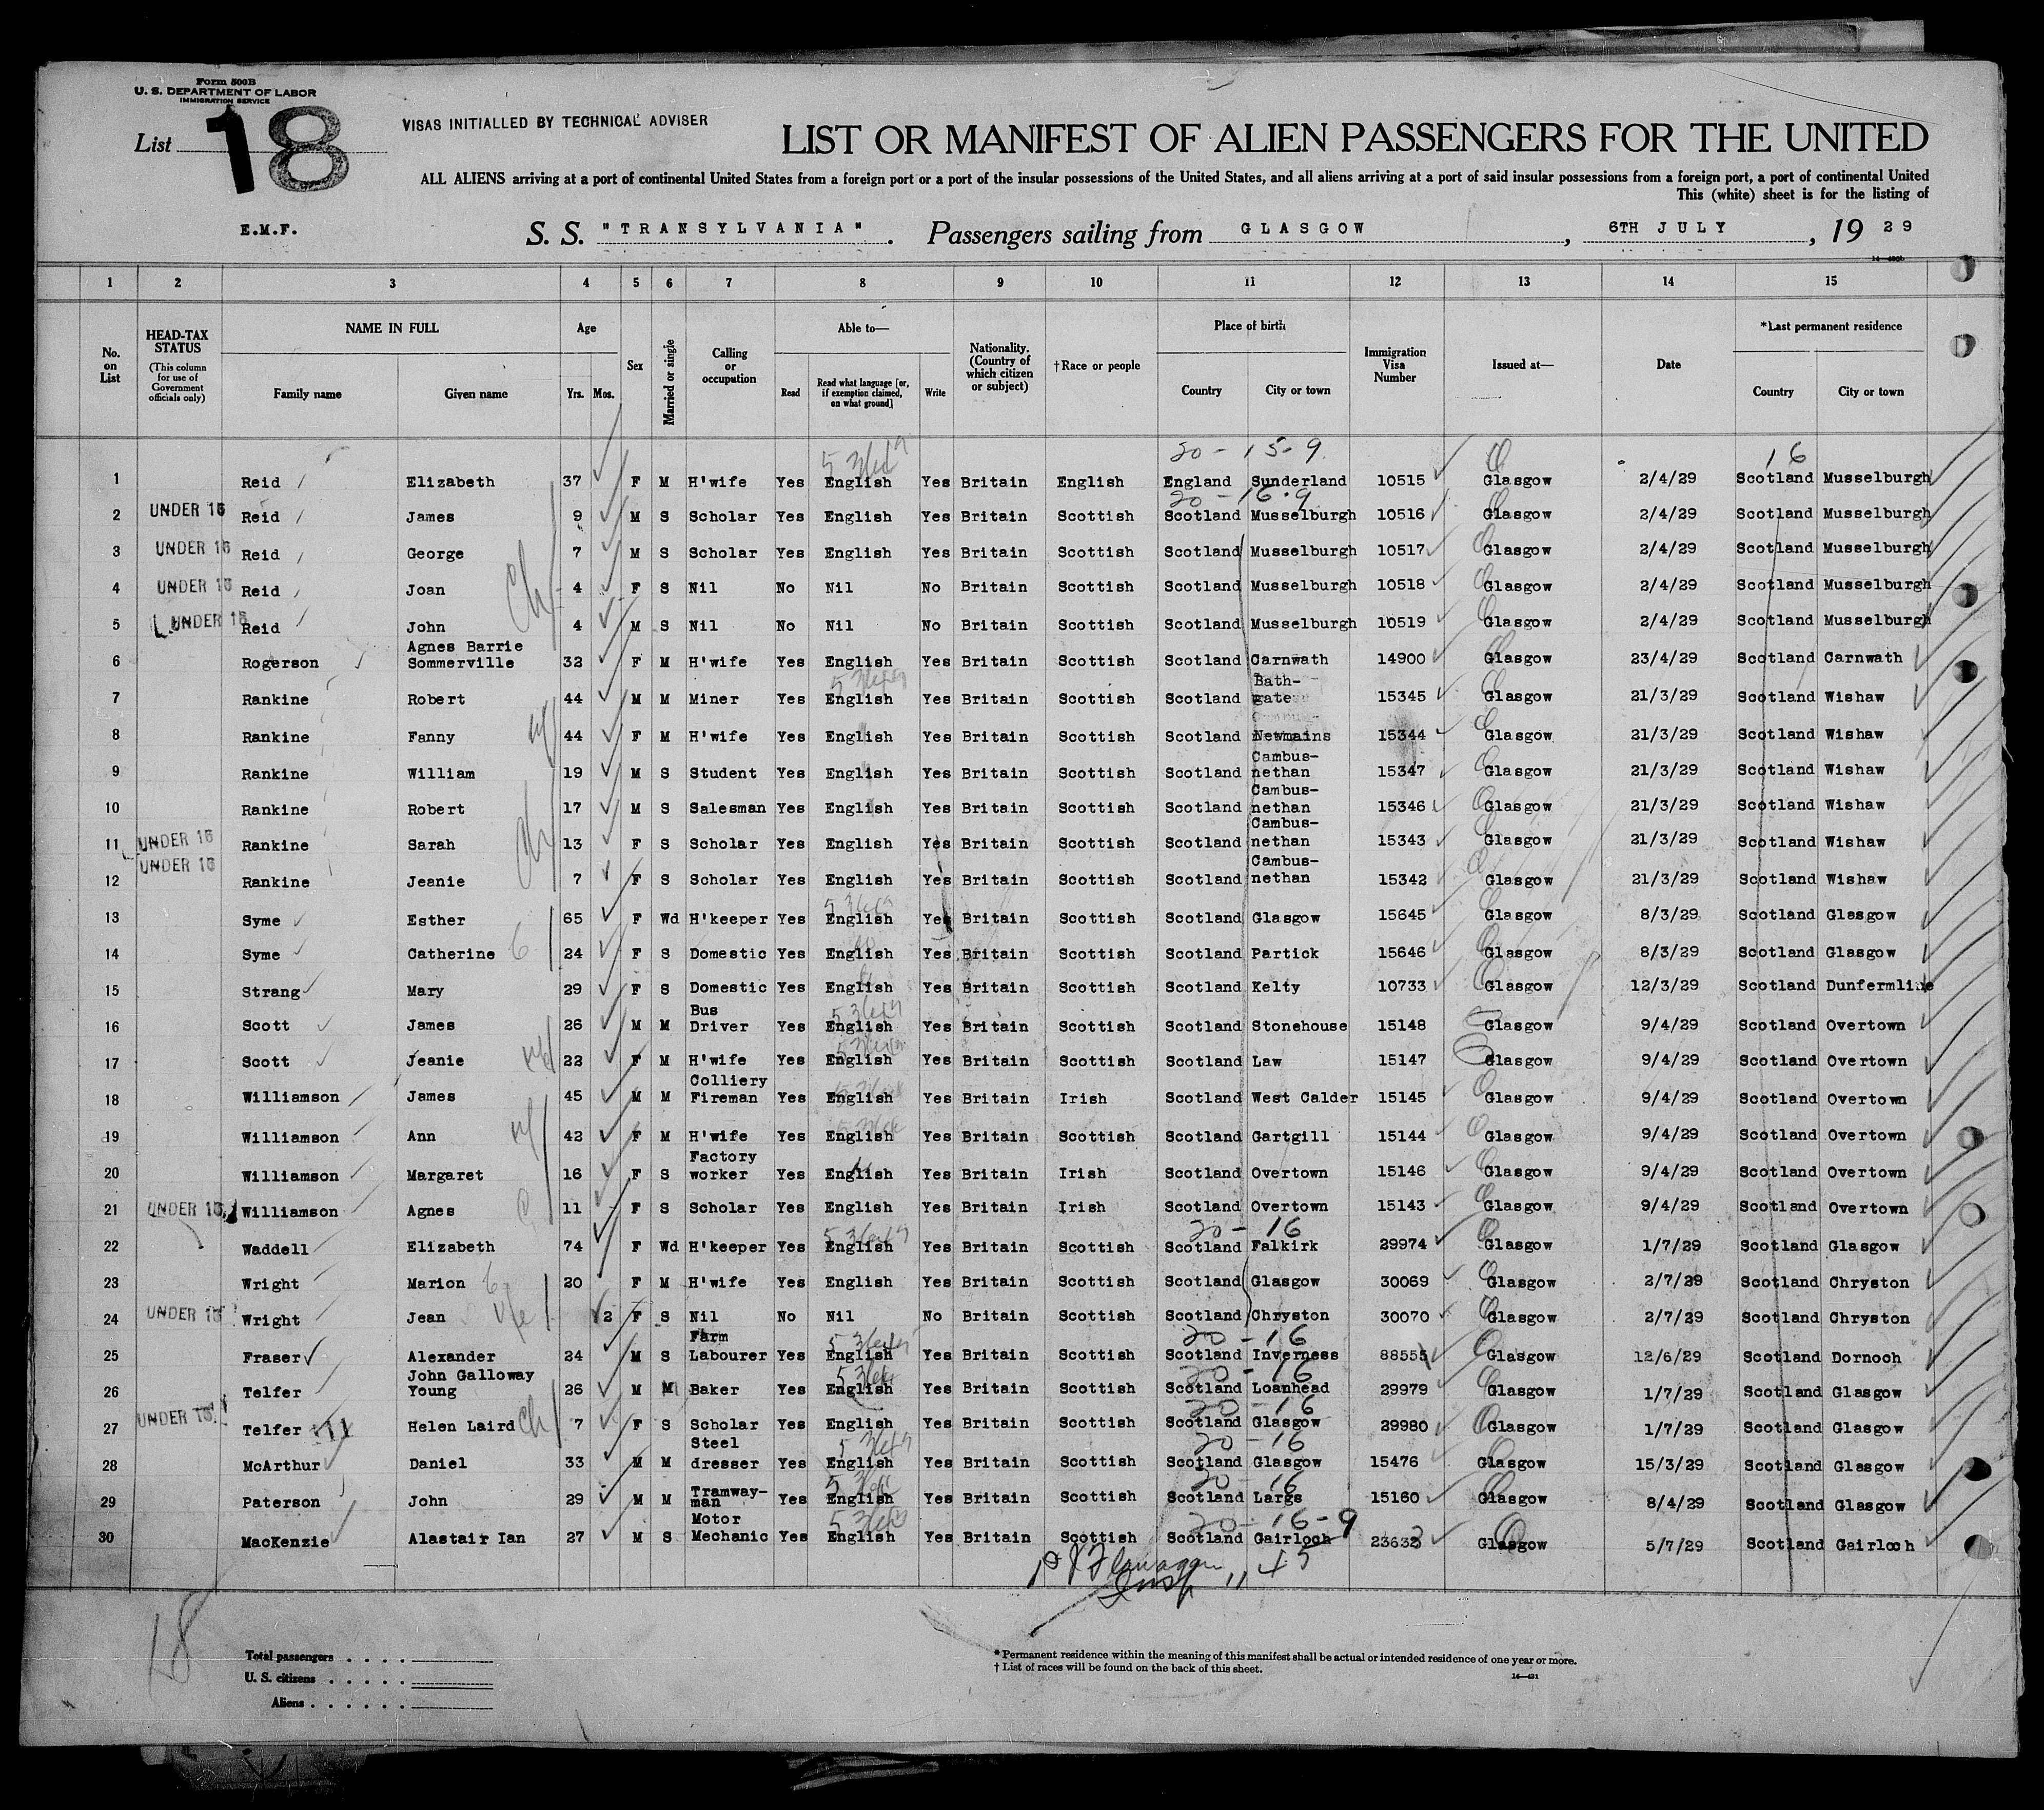 Form 500B
U. S. DEPARTMENT OF LABOR
IMMIGRATION SERVICE
List 18
VISAS INITIALLED BY TECHNICAL ADVISER
LIST OR MANIFEST OF ALIEN PASSENGERS FOR THE UNITED
ALL ALIENS arriving at a port of continental United States from a foreign port or a port of the insular possessions of the United States, and all aliens arriving at a port of said insular possessions from a foreign port, a port of continental United
This (white) sheet is for the listing of
E.M.F.
S. S. "TRANSYLVANIA" . Passengers sailing from GLASGOW , 6TH JULY , 19 29
1 2 3 4 5 6 7 8 9 10 11 12 13 14 15
No. on List
HEAD-TAX STATUS
(This column for use of Government officials only)
NAME IN FULL
Family name Given name
Age
Yrs. Mos.
Sex
Married or single
Calling or occupation
Able to—
Read
Read what language [or, if exemption claimed, on what ground]
Write
Nationality. (Country of which citizen or subject)
†Race or people
Place of birth
Country City or town
Immigration Visa Number
Issued at—
Date
*Last permanent residence
Country City or town
20 - 15-9 16
1 Reid Elizabeth 37 F M H'wife Yes English Yes Britain English England Sunderland 10515 Glasgow 2/4/29 Scotland Musselburgh
20 - 16.9
2 UNDER 16 Reid James 9 M S Scholar Yes English Yes Britain Scottish Scotland Musselburgh 10516 Glasgow 2/4/29 Scotland Musselburgh
3 UNDER 16 Reid George 7 M S Scholar Yes English Yes Britain Scottish Scotland Musselburgh 10517 Glasgow 2/4/29 Scotland Musselburgh
4 UNDER 16 Reid Joan 4 F S Nil No Nil No Britain Scottish Scotland Musselburgh 10518 Glasgow 2/4/29 Scotland Musselburgh
5 UNDER 16 Reid John 4 M S Nil No Nil No Britain Scottish Scotland Musselburgh 10519 Glasgow 2/4/29 Scotland Musselburgh
6 Rogerson Agnes Barrie Sommerville 32 F M H'wife Yes English Yes Britain Scottish Scotland Carnwath 14900 Glasgow 23/4/29 Scotland Carnwath
7 Rankine Robert 44 M M Miner Yes English Yes Britain Scottish Scotland Bath-gate 15345 Glasgow 21/3/29 Scotland Wishaw
8 Rankine Fanny 44 F M H'wife Yes English Yes Britain Scottish Scotland Newmains 15344 Glasgow 21/3/29 Scotland Wishaw
9 Rankine William 19 M S Student Yes English Yes Britain Scottish Scotland Cambus-nethan 15347 Glasgow 21/3/29 Scotland Wishaw
10 Rankine Robert 17 M S Salesman Yes English Yes Britain Scottish Scotland Cambus-nethan 15346 Glasgow 21/3/29 Scotland Wishaw
11 UNDER 16 Rankine Sarah 13 F S Scholar Yes English Yes Britain Scottish Scotland Cambus-nethan 15343 Glasgow 21/3/29 Scotland Wishaw
12 UNDER 16 Rankine Jeanie 7 F S Scholar Yes English Yes Britain Scottish Scotland Cambus-nethan 15342 Glasgow 21/3/29 Scotland Wishaw
13 Syme Esther 65 F Wd H'keeper Yes English Yes Britain Scottish Scotland Glasgow 15645 Glasgow 8/3/29 Scotland Glasgow
14 Syme Catherine 24 F S Domestic Yes English Yes Britain Scottish Scotland Partick 15646 Glasgow 8/3/29 Scotland Glasgow
15 Strang Mary 29 F S Domestic Yes English Yes Britain Scottish Scotland Kelty 10733 Glasgow 12/3/29 Scotland Dunfermline
16 Scott James 26 M M Bus Driver Yes English Yes Britain Scottish Scotland Stonehouse 15148 Glasgow 9/4/29 Scotland Overtown
17 Scott Jeanie 22 F M H'wife Yes English Yes Britain Scottish Scotland Law 15147 Glasgow 9/4/29 Scotland Overtown
18 Williamson James 45 M M Colliery Fireman Yes English Yes Britain Irish Scotland West Calder 15145 Glasgow 9/4/29 Scotland Overtown
19 Williamson Ann 42 F M H'wife Yes English Yes Britain Scottish Scotland Gartgill 15144 Glasgow 9/4/29 Scotland Overtown
20 Williamson Margaret 16 F S Factory worker Yes English Yes Britain Irish Scotland Overtown 15146 Glasgow 9/4/29 Scotland Overtown
21 UNDER 16 Williamson Agnes 11 F S Scholar Yes English Yes Britain Irish Scotland Overtown 15143 Glasgow 9/4/29 Scotland Overtown
20 - 16
22 Waddell Elizabeth 74 F Wd H'keeper Yes English Yes Britain Scottish Scotland Falkirk 29974 Glasgow 1/7/29 Scotland Glasgow
23 Wright Marion 20 F M H'wife Yes English Yes Britain Scottish Scotland Glasgow 30069 Glasgow 2/7/29 Scotland Chryston
24 UNDER 16 Wright Jean 2 F S Nil No Nil No Britain Scottish Scotland Chryston 30070 Glasgow 2/7/29 Scotland Chryston
20 - 16
25 Fraser Alexander 24 M S Farm Labourer Yes English Yes Britain Scottish Scotland Inverness 88555 Glasgow 12/6/29 Scotland Dornoch
20 - 16
26 Telfer John Galloway Young 26 M M Baker Yes English Yes Britain Scottish Scotland Loanhead 29979 Glasgow 1/7/29 Scotland Glasgow
20 - 16
27 UNDER 16 Telfer Helen Laird 7 F S Scholar Yes English Yes Britain Scottish Scotland Glasgow 29980 Glasgow 1/7/29 Scotland Glasgow
20 - 16
28 McArthur Daniel 33 M M Steel dresser Yes English Yes Britain Scottish Scotland Glasgow 15476 Glasgow 15/3/29 Scotland Glasgow
20 - 16
29 Paterson John 29 M M Tramway-man Yes English Yes Britain Scottish Scotland Largs 15160 Glasgow 8/4/29 Scotland Glasgow
20 - 16-9
30 MacKenzie Alastair Ian 27 M S Motor Mechanic Yes English Yes Britain Scottish Scotland Gairloch 23633 Glasgow 5/7/29 Scotland Gairloch
18
Total passengers . . . .
U. S. citizens . . . . .
Aliens . . . . . .
*Permanent residence within the meaning of this manifest shall be actual or intended residence of one year or more.
†List of races will be found on the back of this sheet.